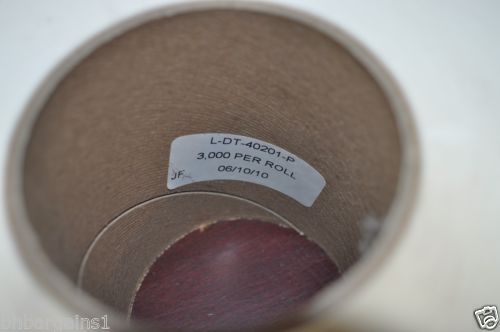 L-DT-40201-P
3,000 PER ROLL
06/10/10
JF
bhbargains1